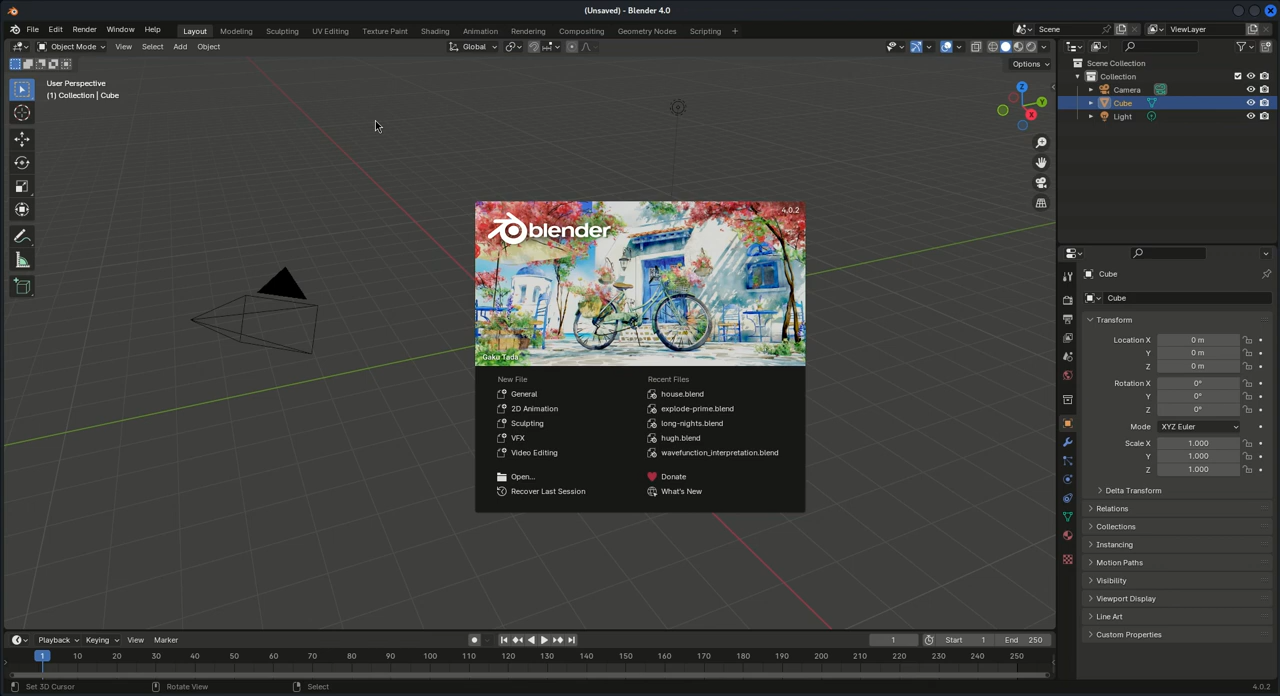 (Unsaved) - Blender 4.0
File Edit Render Window Help Layout Modeling Sculpting UV Editing Texture Paint Shading Animation Rendering Compositing Geometry Nodes Scripting + Scene ViewLayer
Object Mode View Select Add Object Global
Options
User Perspective
(1) Collection | Cube
Z
Y
X
Scene Collection
Collection
Camera
Cube
Light
4.0.2
blender
Gaku Tada
New File
General
2D Animation
Sculpting
VFX
Video Editing
Open...
Recover Last Session
Recent Files
house.blend
explode-prime.blend
long-nights.blend
hugh.blend
wavefunction_interpretation.blend
Donate
What's New
Cube
Cube
Transform
Location X 0 m
Y 0 m
Z 0 m
Rotation X 0°
Y 0°
Z 0°
Mode XYZ Euler
Scale X 1.000
Y 1.000
Z 1.000
Delta Transform
Relations
Collections
Instancing
Motion Paths
Visibility
Viewport Display
Line Art
Custom Properties
Playback Keying View Marker 1 Start 1 End 250
1 10 20 30 40 50 60 70 80 90 100 110 120 130 140 150 160 170 180 190 200 210 220 230 240 250
Set 3D Cursor Rotate View Select 4.0.2